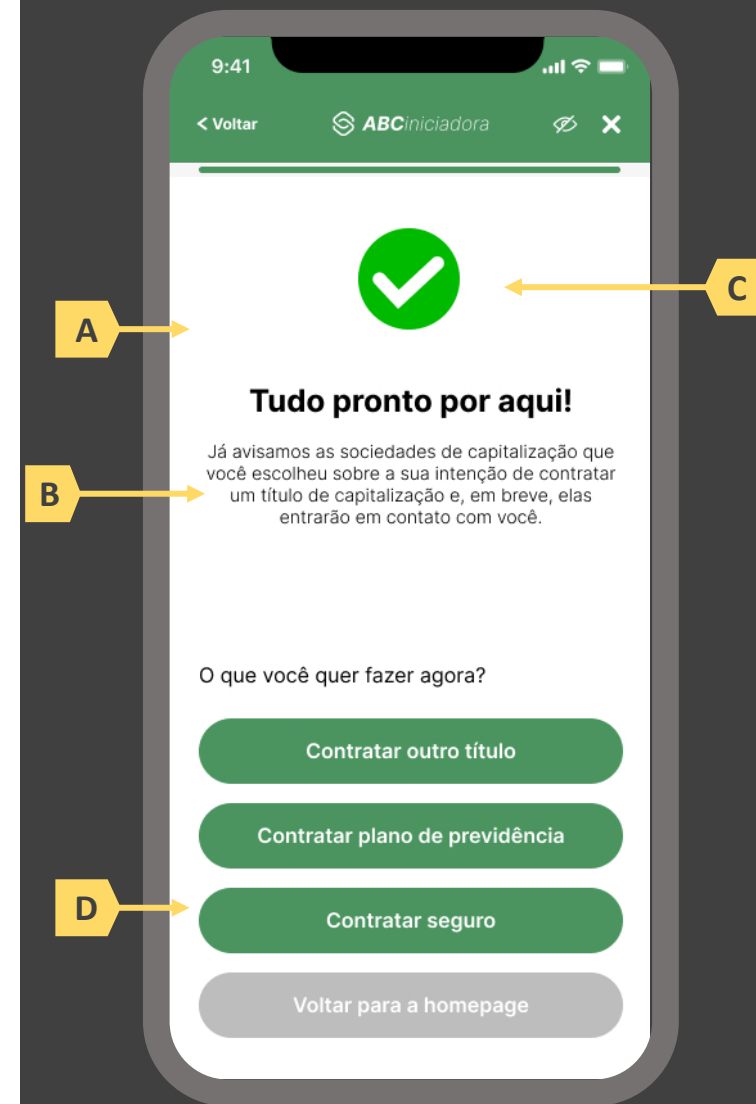 9:41
< Voltar
ABCiniciadora
C
A
Tudo pronto por aqui!
Já avisamos as sociedades de capitalização que
você escolheu sobre a sua intenção de contratar
um título de capitalização e, em breve, elas
entrarão em contato com você.
B
O que você quer fazer agora?
Contratar outro título
Contratar plano de previdência
D
Contratar seguro
Voltar para a homepage